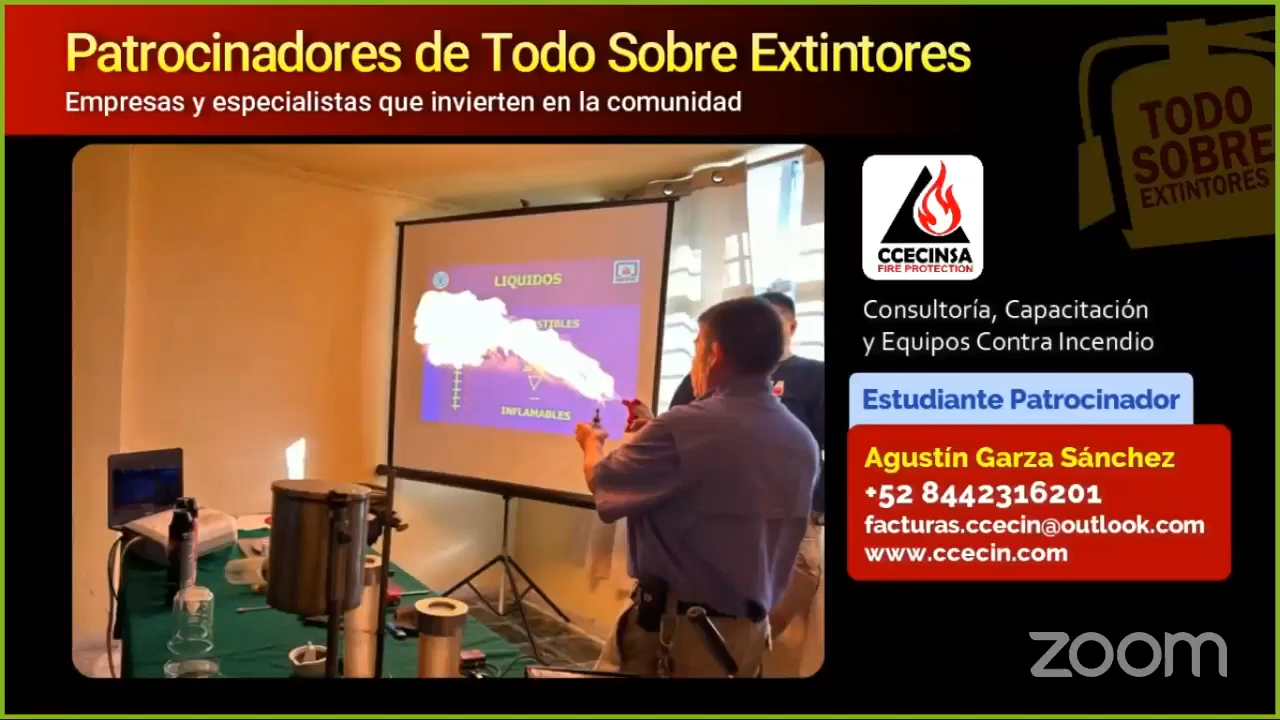 Patrocinadores de Todo Sobre Extintores
Empresas y especialistas que invierten en la comunidad
TODO
SOBRE
EXTINTORES
LIQUIDOS
INFLAMABLES
CCECINSA
FIRE PROTECTION
Consultoría, Capacitación
y Equipos Contra Incendio
Estudiante Patrocinador
Agustín Garza Sánchez
+52 8442316201
facturas.ccecin@outlook.com
www.ccecin.com
zoom